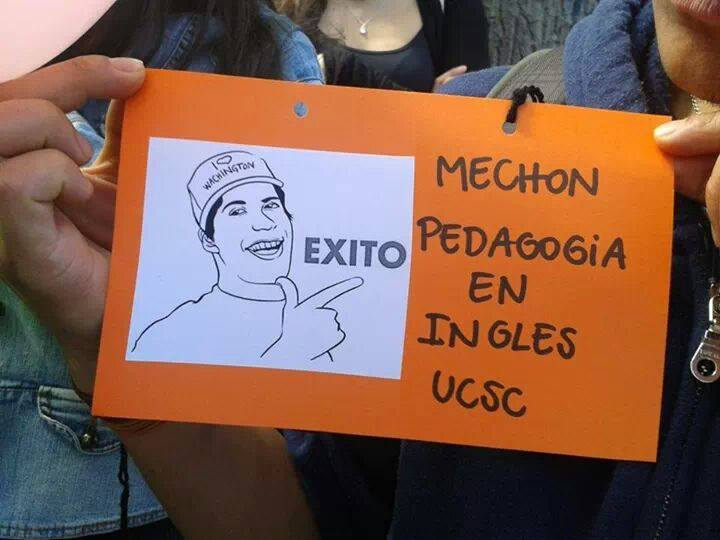 I ♡
WACHINGTON
EXITO
MECHON
PEDAGOGiA
EN
INGLES
UCSC